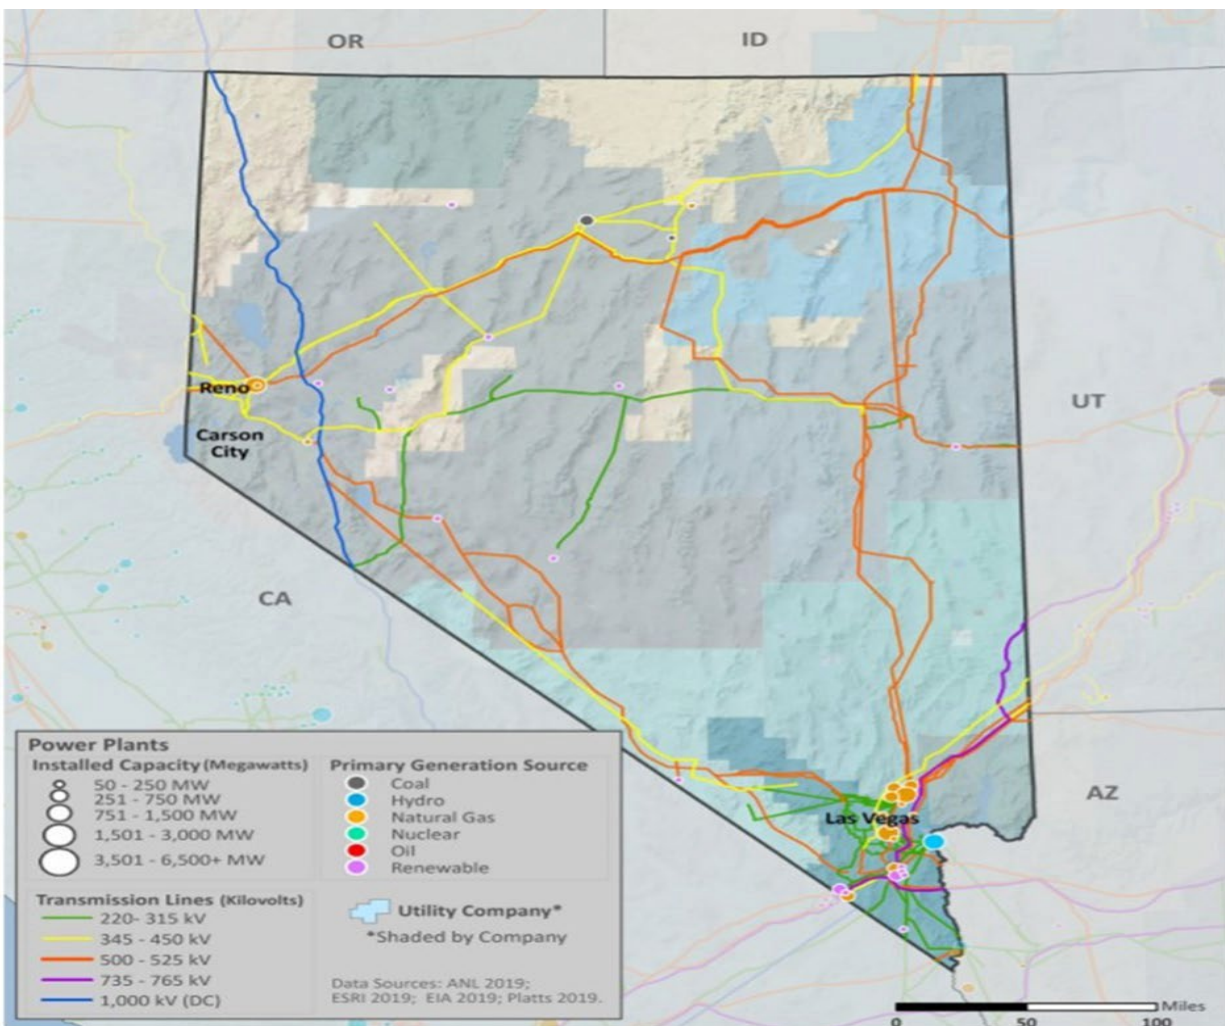 OR
ID
Reno
Carson
City
UT
CA
AZ
Las Vegas
Power Plants
Installed Capacity (Megawatts)
50 - 250 MW
251 - 750 MW
751 - 1,500 MW
1,501 - 3,000 MW
3,501 - 6,500+ MW
Primary Generation Source
Coal
Hydro
Natural Gas
Nuclear
Oil
Renewable
Transmission Lines (Kilovolts)
220- 315 kV
345 - 450 kV
500 - 525 kV
735 - 765 kV
1,000 kV (DC)
Utility Company*
*Shaded by Company
Data Sources: ANL 2019;
ESRI 2019; EIA 2019; Platts 2019.
Miles
0 50 100